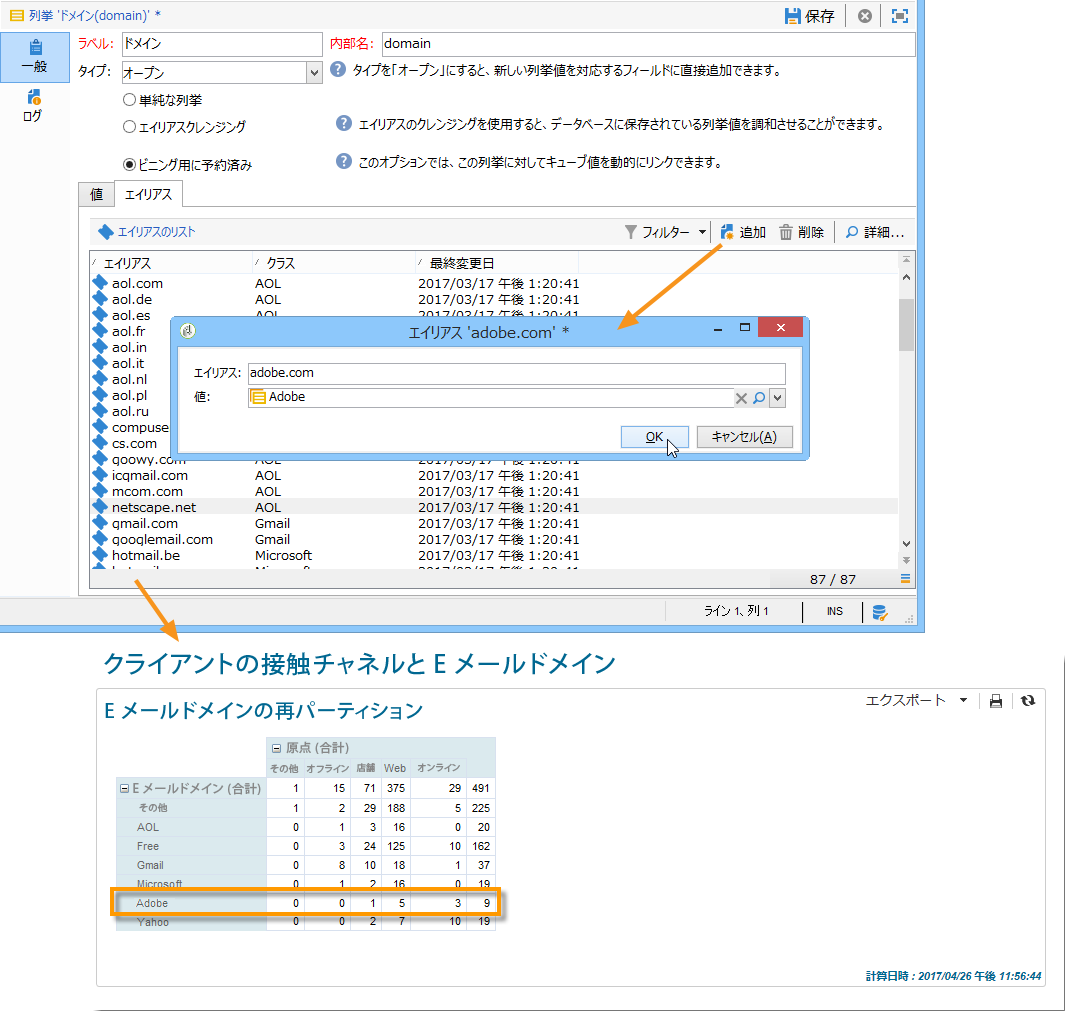 列挙 'ドメイン(domain)' * 保存
一般
ログ
ラベル: ドメイン 内部名: domain
タイプ: オープン タイプを「オープン」にすると、新しい列挙値を対応するフィールドに直接追加できます。
単純な列挙
エイリアスクレンジング エイリアスのクレンジングを使用すると、データベースに保存されている列挙値を調和させることができます。
ビニング用に予約済み このオプションでは、この列挙に対してキューブ値を動的にリンクできます。
値 エイリアス
エイリアスのリスト フィルター 追加 削除 詳細...
エイリアス クラス 最終変更日
aol.com AOL 2017/03/17 午後 1:20:41
aol.de AOL 2017/03/17 午後 1:20:41
aol.es AOL 2017/03/17 午後 1:20:41
aol.fr
aol.in
aol.it
aol.nl
aol.pl
aol.ru
compuse
cs.com
goowy.com AOL 2017/03/17 午後 1:20:41
icqmail.com AOL 2017/03/17 午後 1:20:41
mcom.com AOL 2017/03/17 午後 1:20:41
netscape.net AOL 2017/03/17 午後 1:20:41
gmail.com Gmail 2017/03/17 午後 1:20:41
googlemail.com Gmail 2017/03/17 午後 1:20:41
hotmail.be Microsoft 2017/03/17 午後 1:20:41
エイリアス 'adobe.com' *
エイリアス: adobe.com
値: Adobe
OK キャンセル(A)
87 / 87
ライン 1、列 1 INS
クライアントの接触チャネルと E メールドメイン
エクスポート
E メールドメインの再パーティション
原点 (合計)
その他 オフライン 店舗 Web オンライン
E メールドメイン (合計) 1 15 71 375 29 491
その他 1 2 29 188 5 225
AOL 0 1 3 16 0 20
Free 0 3 24 125 10 162
Gmail 0 8 10 18 1 37
Microsoft 0 1 2 16 0 19
Adobe 0 0 1 5 3 9
Yahoo 0 0 2 7 10 19
計算日時 : 2017/04/26 午後 11:56:44